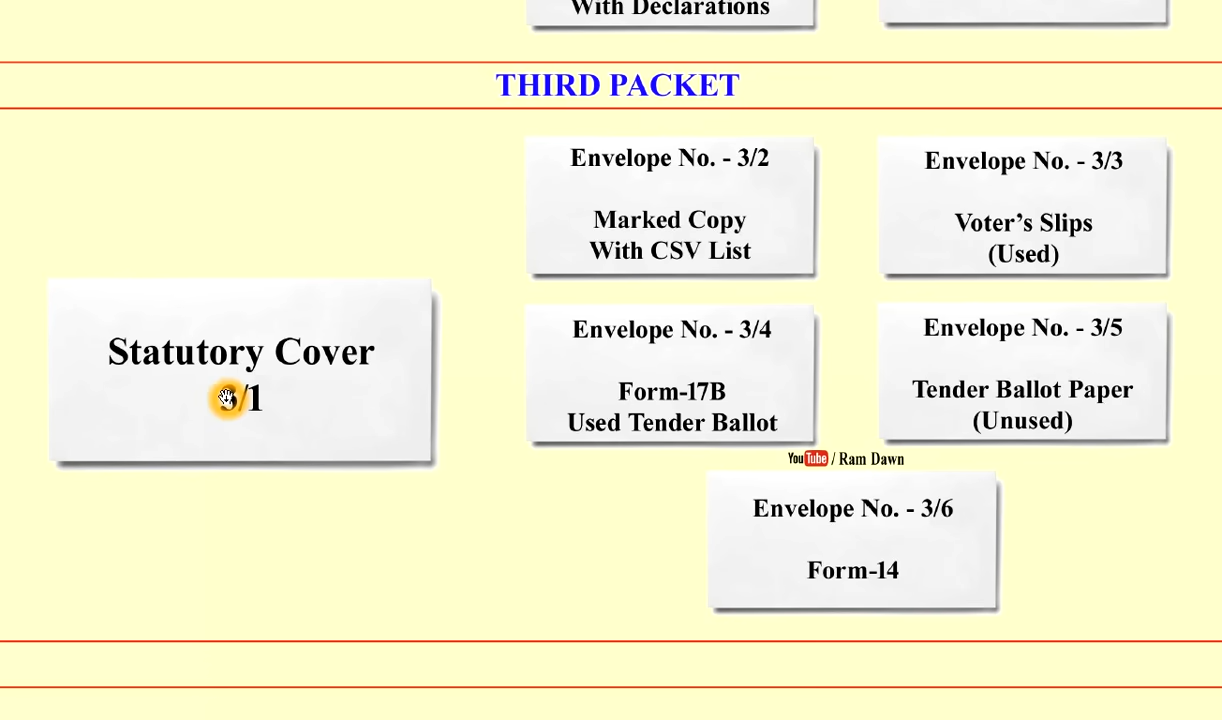 With Declarations
THIRD PACKET
Envelope No. - 3/2
Marked Copy
With CSV List
Envelope No. - 3/3
Voter’s Slips
(Used)
Statutory Cover
3/1
Envelope No. - 3/4
Form-17B
Used Tender Ballot
Envelope No. - 3/5
Tender Ballot Paper
(Unused)
YouTube / Ram Dawn
Envelope No. - 3/6
Form-14